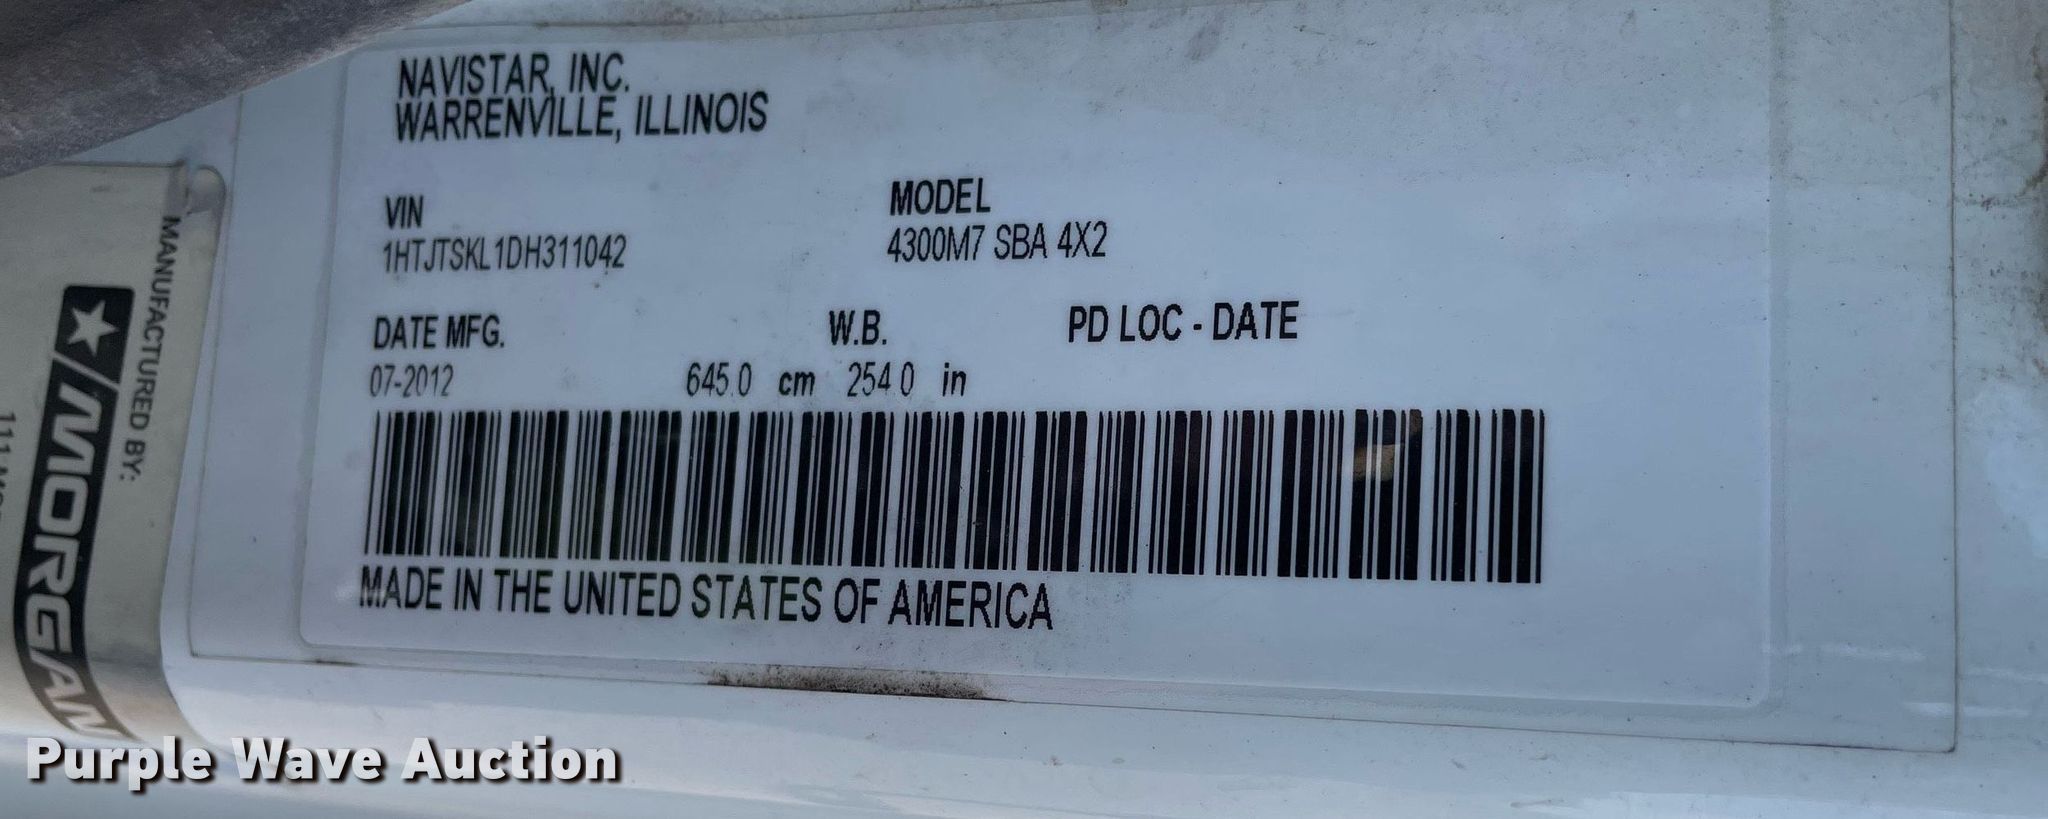 NAVISTAR, INC.
WARRENVILLE, ILLINOIS
VIN
1HTJTSKL1DH311042
MODEL
4300M7 SBA 4X2
DATE MFG.
07-2012
W.B.
645.0 cm 254.0 in
PD LOC - DATE
MADE IN THE UNITED STATES OF AMERICA
MANUFACTURED BY:
MORGAN
111
Purple Wave Auction